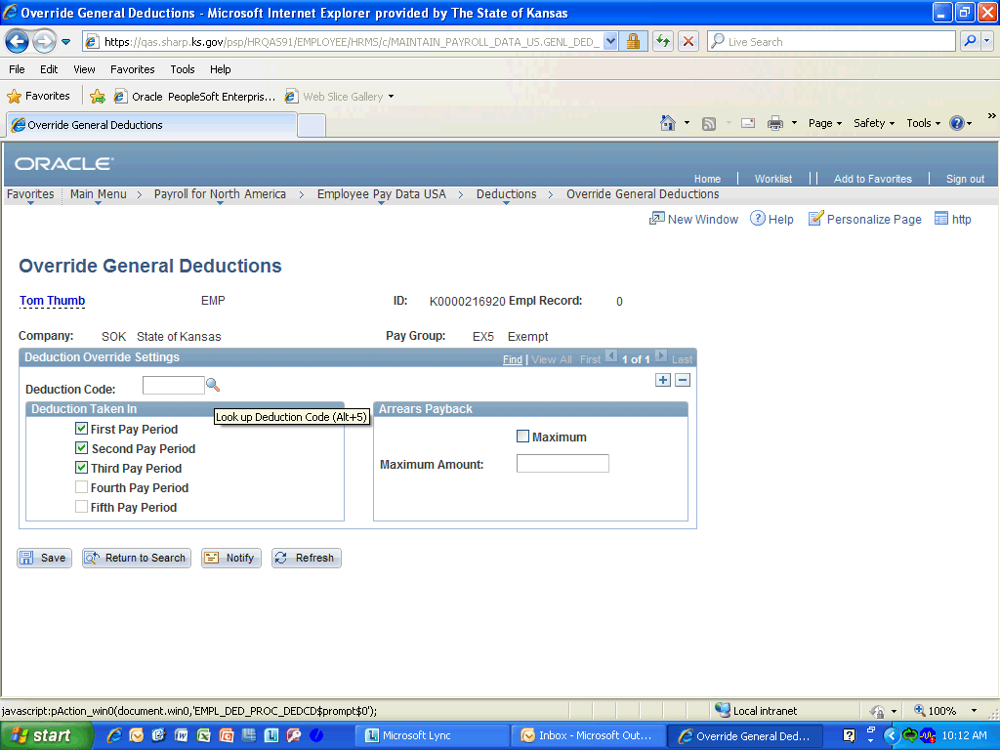 Override General Deductions - Microsoft Internet Explorer provided by The State of Kansas
https://qas.sharp.ks.gov/psp/HRQAS91/EMPLOYEE/HRMS/c/MAINTAIN_PAYROLL_DATA_US.GENL_DED_
Live Search
File Edit View Favorites Tools Help
Favorites Oracle PeopleSoft Enterpris... Web Slice Gallery
Override General Deductions
Page Safety Tools »
ORACLE
Home Worklist Add to Favorites Sign out
Favorites Main Menu > Payroll for North America > Employee Pay Data USA > Deductions > Override General Deductions
New Window Help Personalize Page http
Override General Deductions
Tom Thumb EMP ID: K0000216920 Empl Record: 0
Company: SOK State of Kansas Pay Group: EX5 Exempt
Deduction Override Settings Find | View All First 1 of 1 Last
Deduction Code:
Look up Deduction Code (Alt+5)
Deduction Taken In
First Pay Period
Second Pay Period
Third Pay Period
Fourth Pay Period
Fifth Pay Period
Arrears Payback
Maximum
Maximum Amount:
Save Return to Search Notify Refresh
javascript:pAction_win0(document.win0,'EMPL_DED_PROC_DEDCD$prompt$0');
Local intranet 100%
start Microsoft Lync Inbox - Microsoft Out... Override General Ded... 10:12 AM